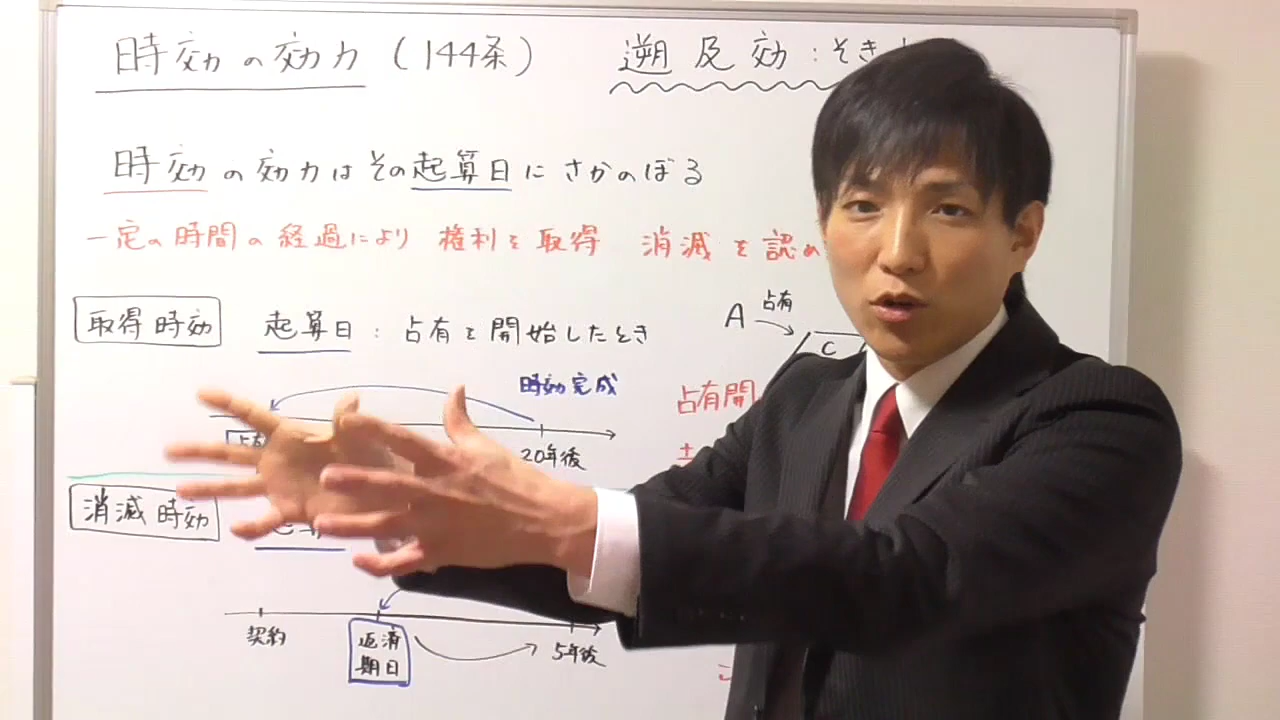 時効の効力(144条)
遡及効:そき
時効の効力はその起算日にさかのぼる
一定の時間の経過により 権利を取得 消滅を認め
取得時効
起算日:占有を開始したとき
A
占有
C
時効完成
占有開
20年後
消滅時効
契約
返済
期日
5年後